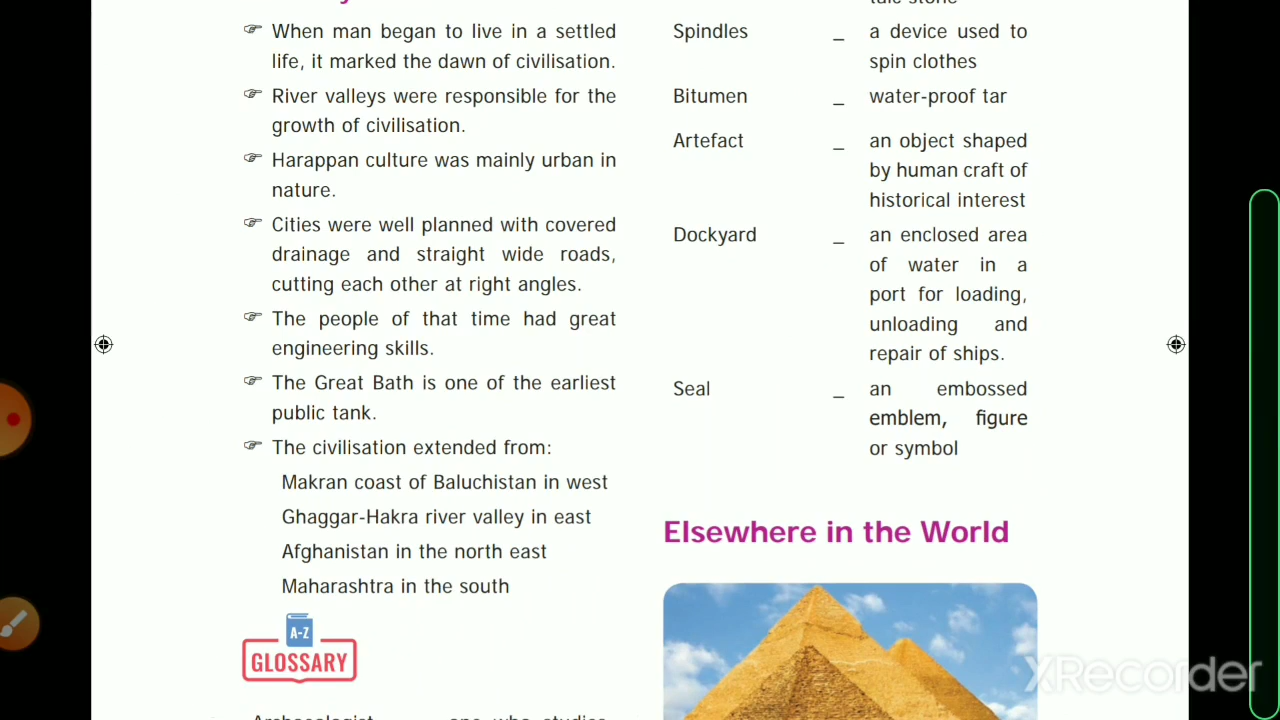 When man began to live in a settled
life, it marked the dawn of civilisation.
River valleys were responsible for the
growth of civilisation.
Harappan culture was mainly urban in
nature.
Cities were well planned with covered
drainage and straight wide roads,
cutting each other at right angles.
The people of that time had great
engineering skills.
The Great Bath is one of the earliest
public tank.
The civilisation extended from:
Makran coast of Baluchistan in west
Ghaggar-Hakra river valley in east
Afghanistan in the north east
Maharashtra in the south
A-Z
GLOSSARY
Spindles _ a device used to
spin clothes
Bitumen _ water-proof tar
Artefact _ an object shaped
by human craft of
historical interest
Dockyard _ an enclosed area
of water in a
port for loading,
unloading and
repair of ships.
Seal _ an embossed
emblem, figure
or symbol
Elsewhere in the World
XRecorder